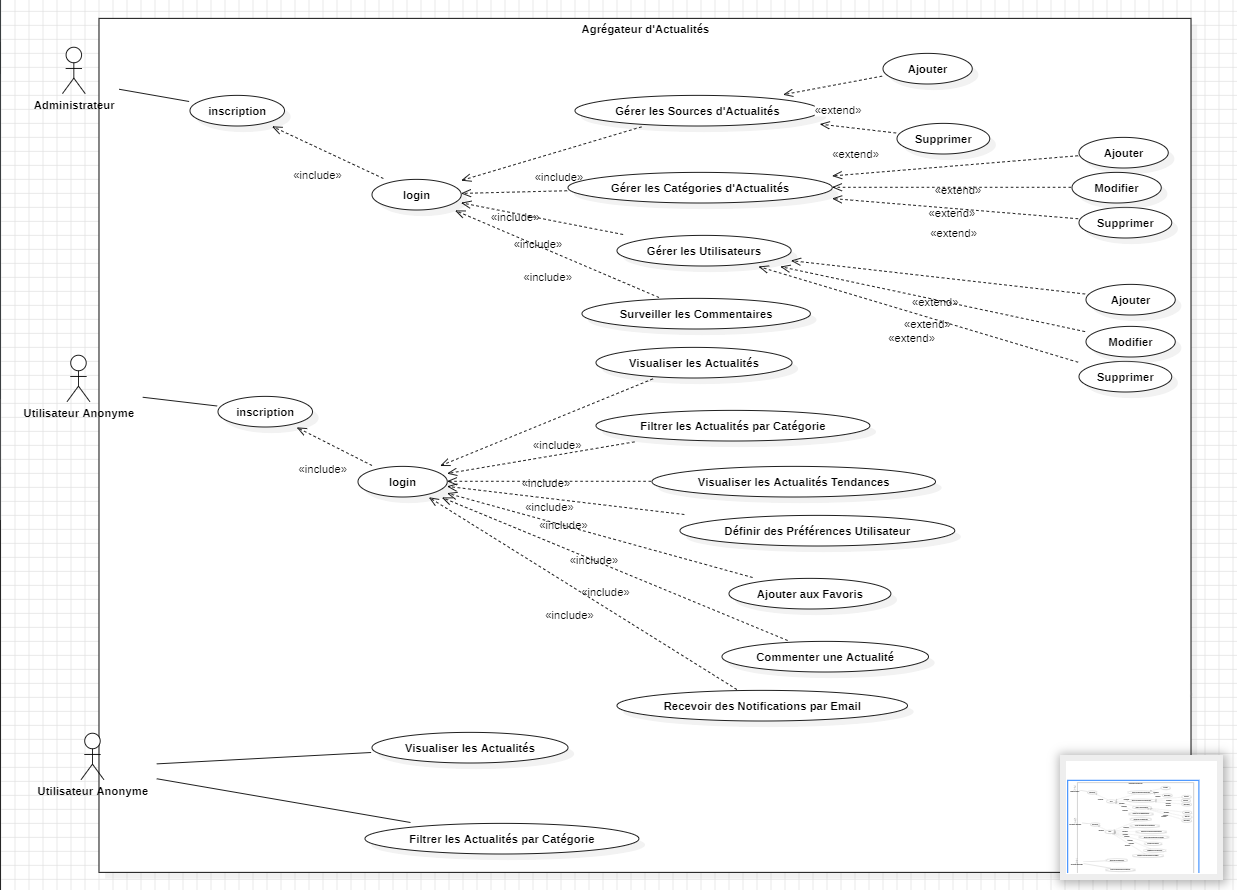 Agrégateur d'Actualités
Administrateur
inscription
«include»
login
Gérer les Sources d'Actualités
Ajouter
«extend»
Supprimer
«include»
Gérer les Catégories d'Actualités
«extend»
Ajouter
«extend»
Modifier
«extend»
Supprimer
«include»
«extend»
Gérer les Utilisateurs
«include»
«include»
Ajouter
«extend»
Modifier
«extend»
«extend»
Supprimer
Surveiller les Commentaires
Utilisateur Anonyme
inscription
«include»
login
Visualiser les Actualités
Filtrer les Actualités par Catégorie
«include»
Visualiser les Actualités Tendances
«include»
Définir des Préférences Utilisateur
«include»
«include»
Ajouter aux Favoris
«include»
Commenter une Actualité
«include»
«include»
Recevoir des Notifications par Email
Utilisateur Anonyme
Visualiser les Actualités
Filtrer les Actualités par Catégorie